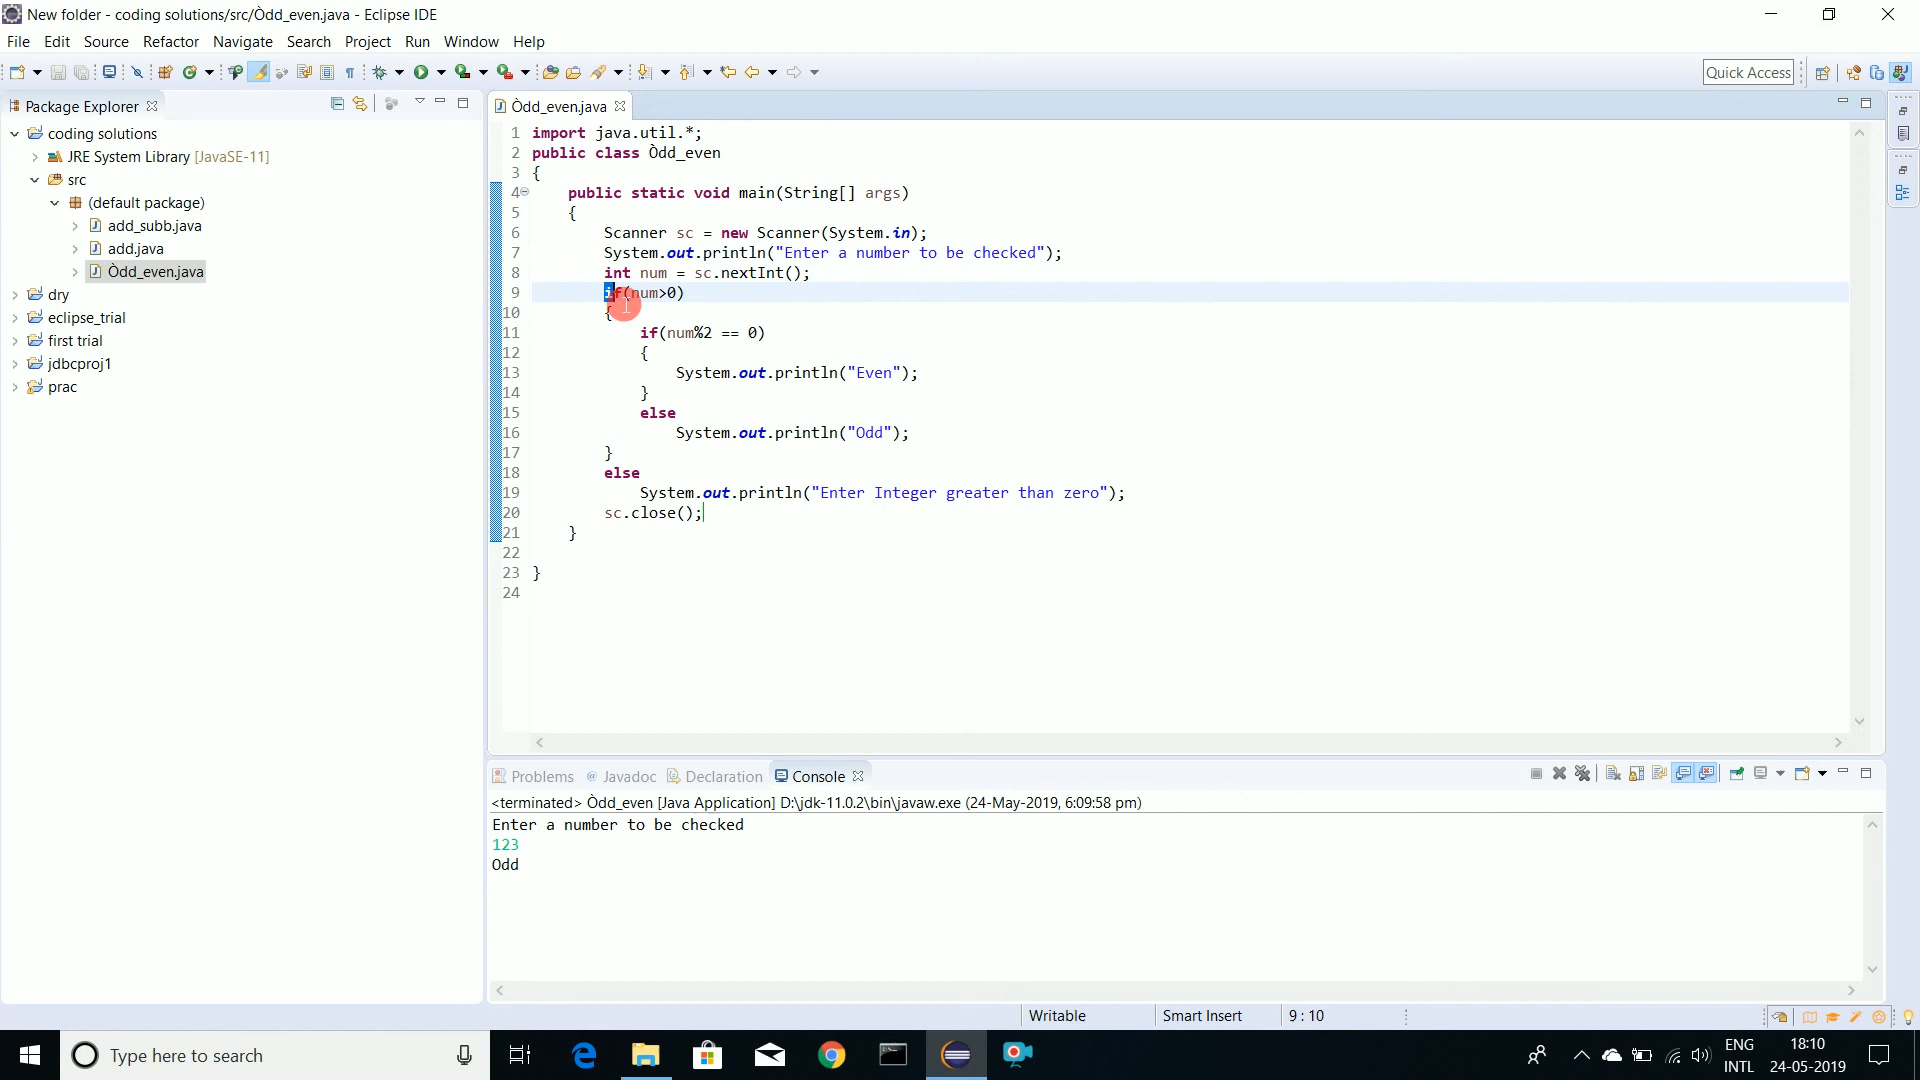 New folder - coding solutions/src/Òdd_even.java - Eclipse IDE
File Edit Source Refactor Navigate Search Project Run Window Help
Quick Access
Package Explorer
coding solutions
JRE System Library [JavaSE-11]
src
(default package)
add_subb.java
add.java
Òdd_even.java
dry
eclipse_trial
first trial
jdbcproj1
prac
Òdd_even.java
1 import java.util.*;
2 public class Òdd_even
3 {
4 public static void main(String[] args)
5 {
6 Scanner sc = new Scanner(System.in);
7 System.out.println("Enter a number to be checked");
8 int num = sc.nextInt();
9 if(num>0)
10 {
11 if(num%2 == 0)
12 {
13 System.out.println("Even");
14 }
15 else
16 System.out.println("Odd");
17 }
18 else
19 System.out.println("Enter Integer greater than zero");
20 sc.close();
21 }
22
23 }
24
Problems @ Javadoc Declaration Console
<terminated> Òdd_even [Java Application] D:\jdk-11.0.2\bin\javaw.exe (24-May-2019, 6:09:58 pm)
Enter a number to be checked
123
Odd
Writable Smart Insert 9 : 10
Type here to search
ENG 18:10
INTL 24-05-2019